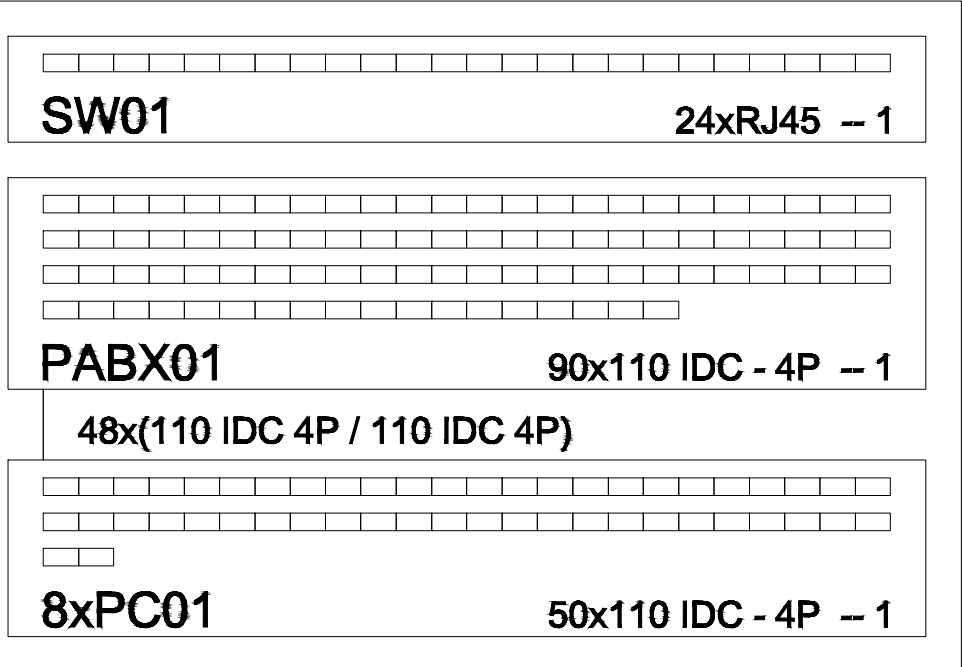 SW01 24xRJ45 -- 1
PABX01 90x110 IDC - 4P -- 1
48x(110 IDC 4P / 110 IDC 4P)
8xPC01 50x110 IDC - 4P -- 1